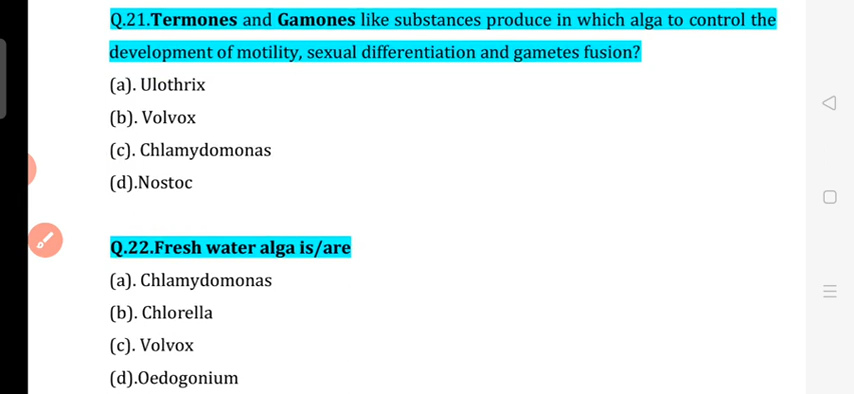 Q.21.Termones and Gamones like substances produce in which alga to control the
development of motility, sexual differentiation and gametes fusion?
(a). Ulothrix
(b). Volvox
(c). Chlamydomonas
(d).Nostoc
Q.22.Fresh water alga is/are
(a). Chlamydomonas
(b). Chlorella
(c). Volvox
(d).Oedogonium